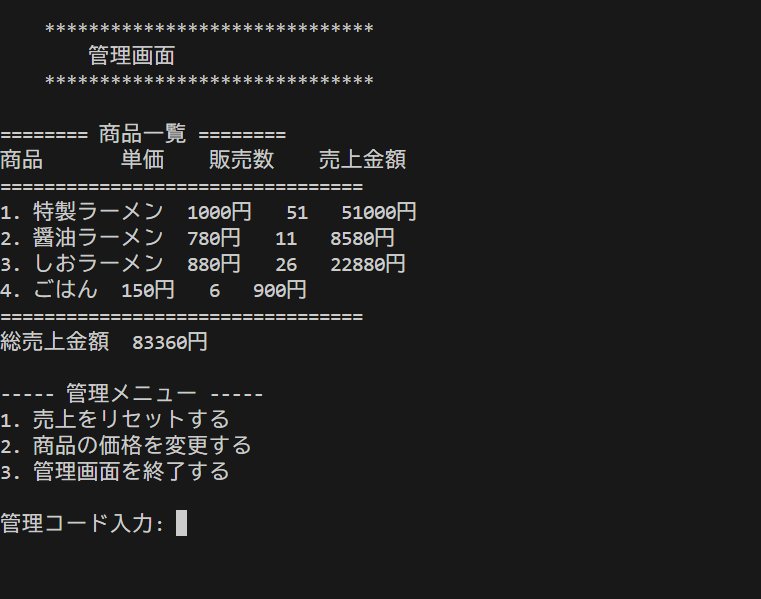 ******************************
管理画面
******************************
======== 商品一覧 ========
商品 単価 販売数 売上金額
=================================
1. 特製ラーメン 1000円 51 51000円
2. 醤油ラーメン 780円 11 8580円
3. しおラーメン 880円 26 22880円
4. ごはん 150円 6 900円
=================================
総売上金額 83360円
----- 管理メニュー -----
1. 売上をリセットする
2. 商品の価格を変更する
3. 管理画面を終了する
管理コード入力: